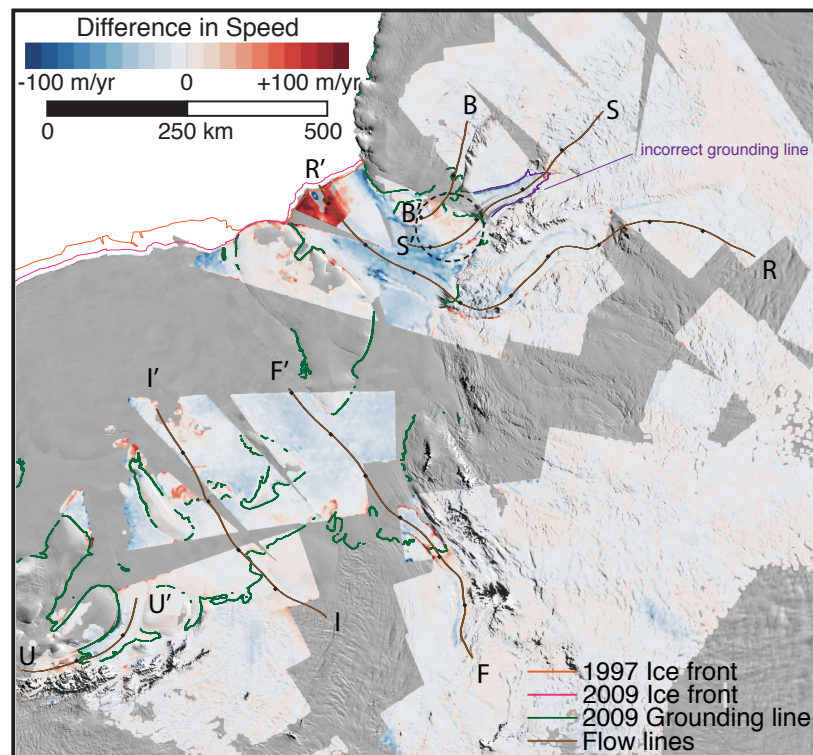 Difference in Speed
-100 m/yr 0 +100 m/yr
0 250 km 500
B
S
incorrect grounding line
R'
B'
S'
R
I'
F'
U'
I
U
F
1997 Ice front
2009 Ice front
2009 Grounding line
Flow lines